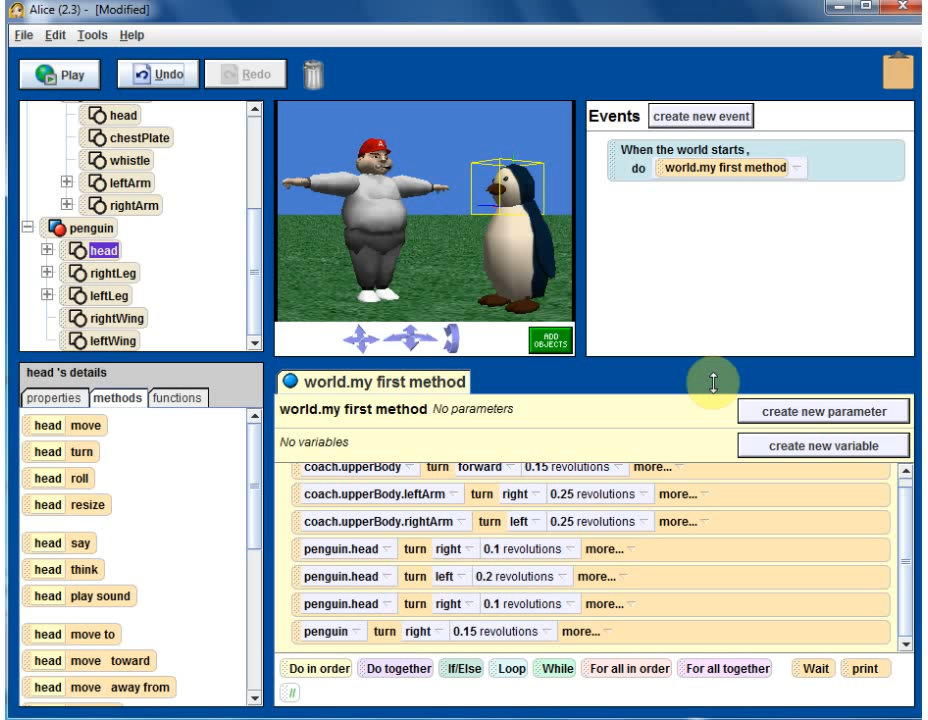 Alice (2.3) - [Modified]
File Edit Tools Help
Play Undo Redo
head
chestPlate
whistle
leftArm
rightArm
penguin
head
rightLeg
leftLeg
rightWing
leftWing
A
ADD OBJECTS
Events create new event
When the world starts,
do world.my first method
head 's details
properties methods functions
head move
head turn
head roll
head resize
head say
head think
head play sound
head move to
head move toward
head move away from
world.my first method
world.my first method No parameters create new parameter
No variables create new variable
coach.upperBody turn forward 0.15 revolutions more...
coach.upperBody.leftArm turn right 0.25 revolutions more...
coach.upperBody.rightArm turn left 0.25 revolutions more...
penguin.head turn right 0.1 revolutions more...
penguin.head turn left 0.2 revolutions more...
penguin.head turn right 0.1 revolutions more...
penguin turn right 0.15 revolutions more...
Do in order Do together If/Else Loop While For all in order For all together Wait print
//